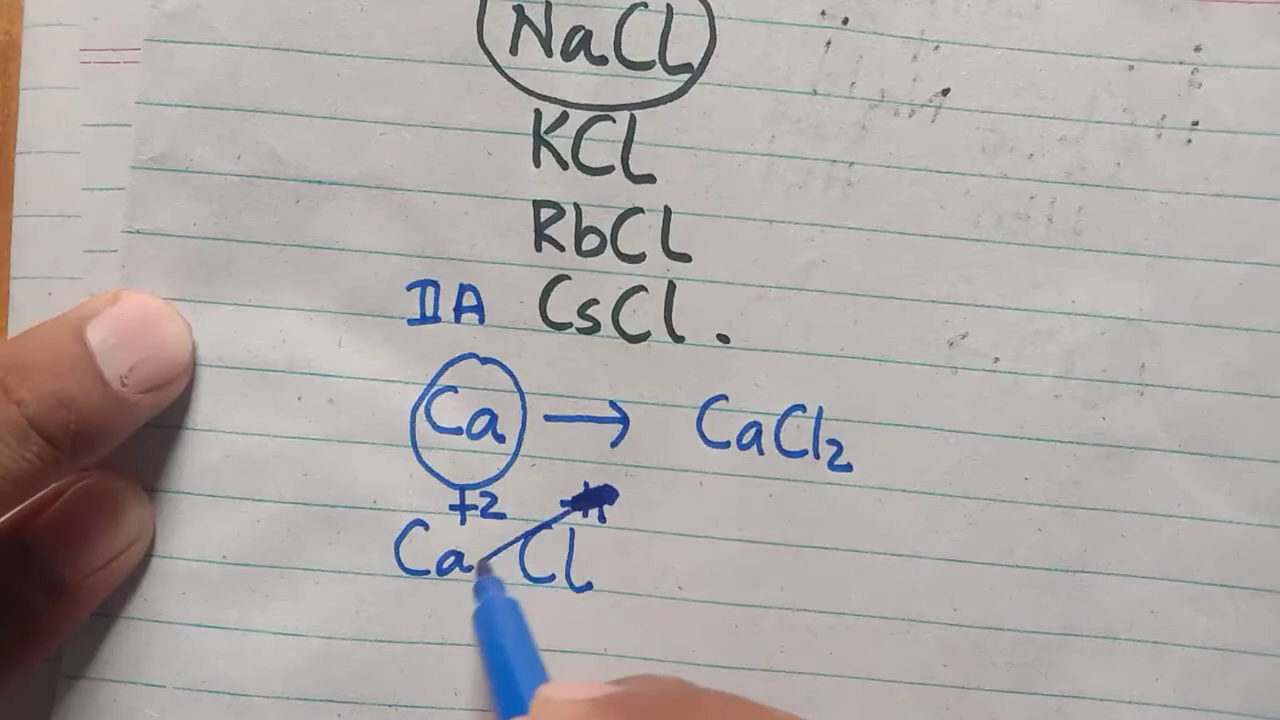 NaCl
KCl
RbCl
IIA CsCl.
Ca → CaCl₂
+2
Ca Cl